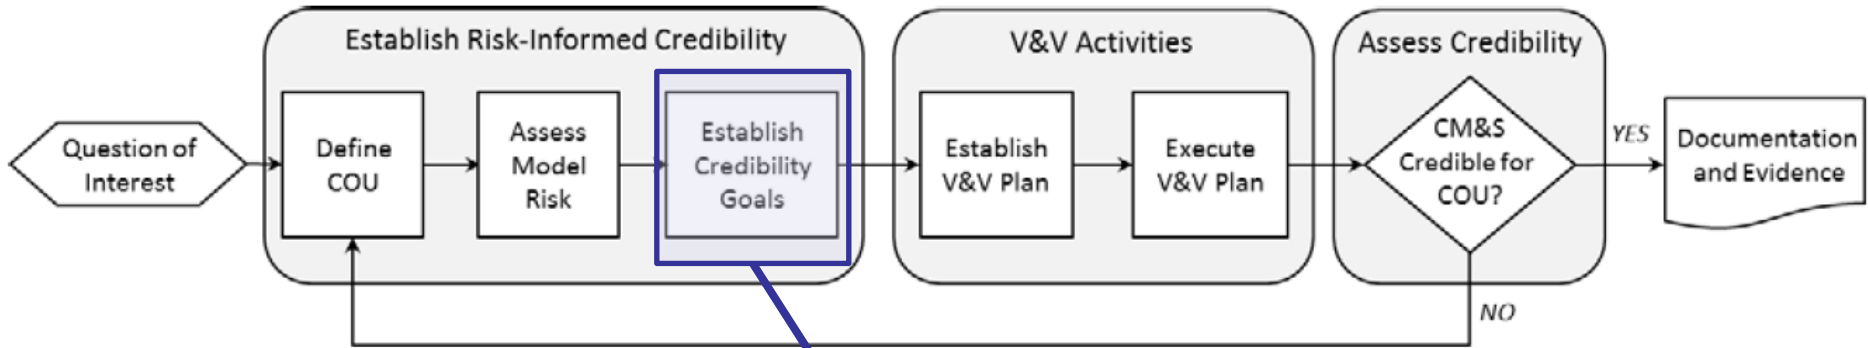 Establish Risk-Informed Credibility
V&V Activities
Assess Credibility
Question of
Interest
Define
COU
Assess
Model
Risk
Establish
Credibility
Goals
Establish
V&V Plan
Execute
V&V Plan
CM&S
Credible for
COU?
YES
Documentation
and Evidence
NO